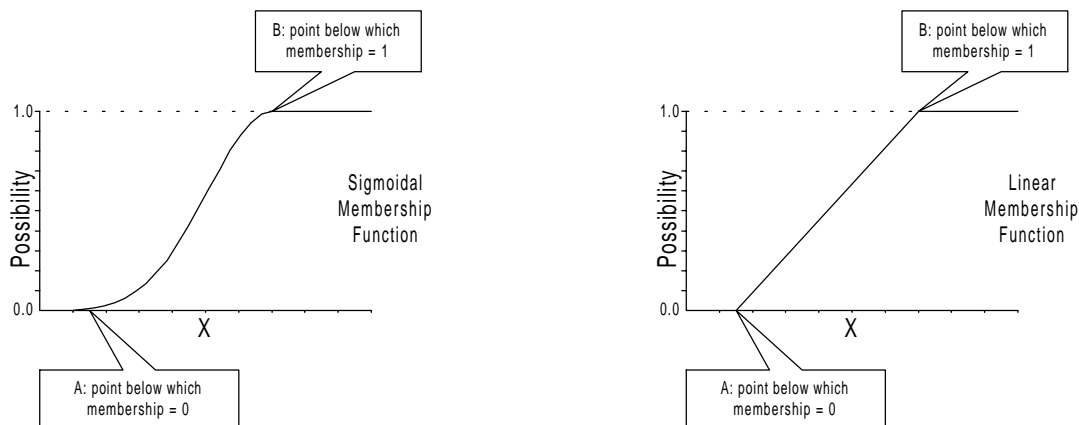 B: point below which
membership = 1
1.0
Possibility
Sigmoidal
Membership
Function
0.0
X
A: point below which
membership = 0
B: point below which
membership = 1
1.0
Possibility
Linear
Membership
Function
0.0
X
A: point below which
membership = 0